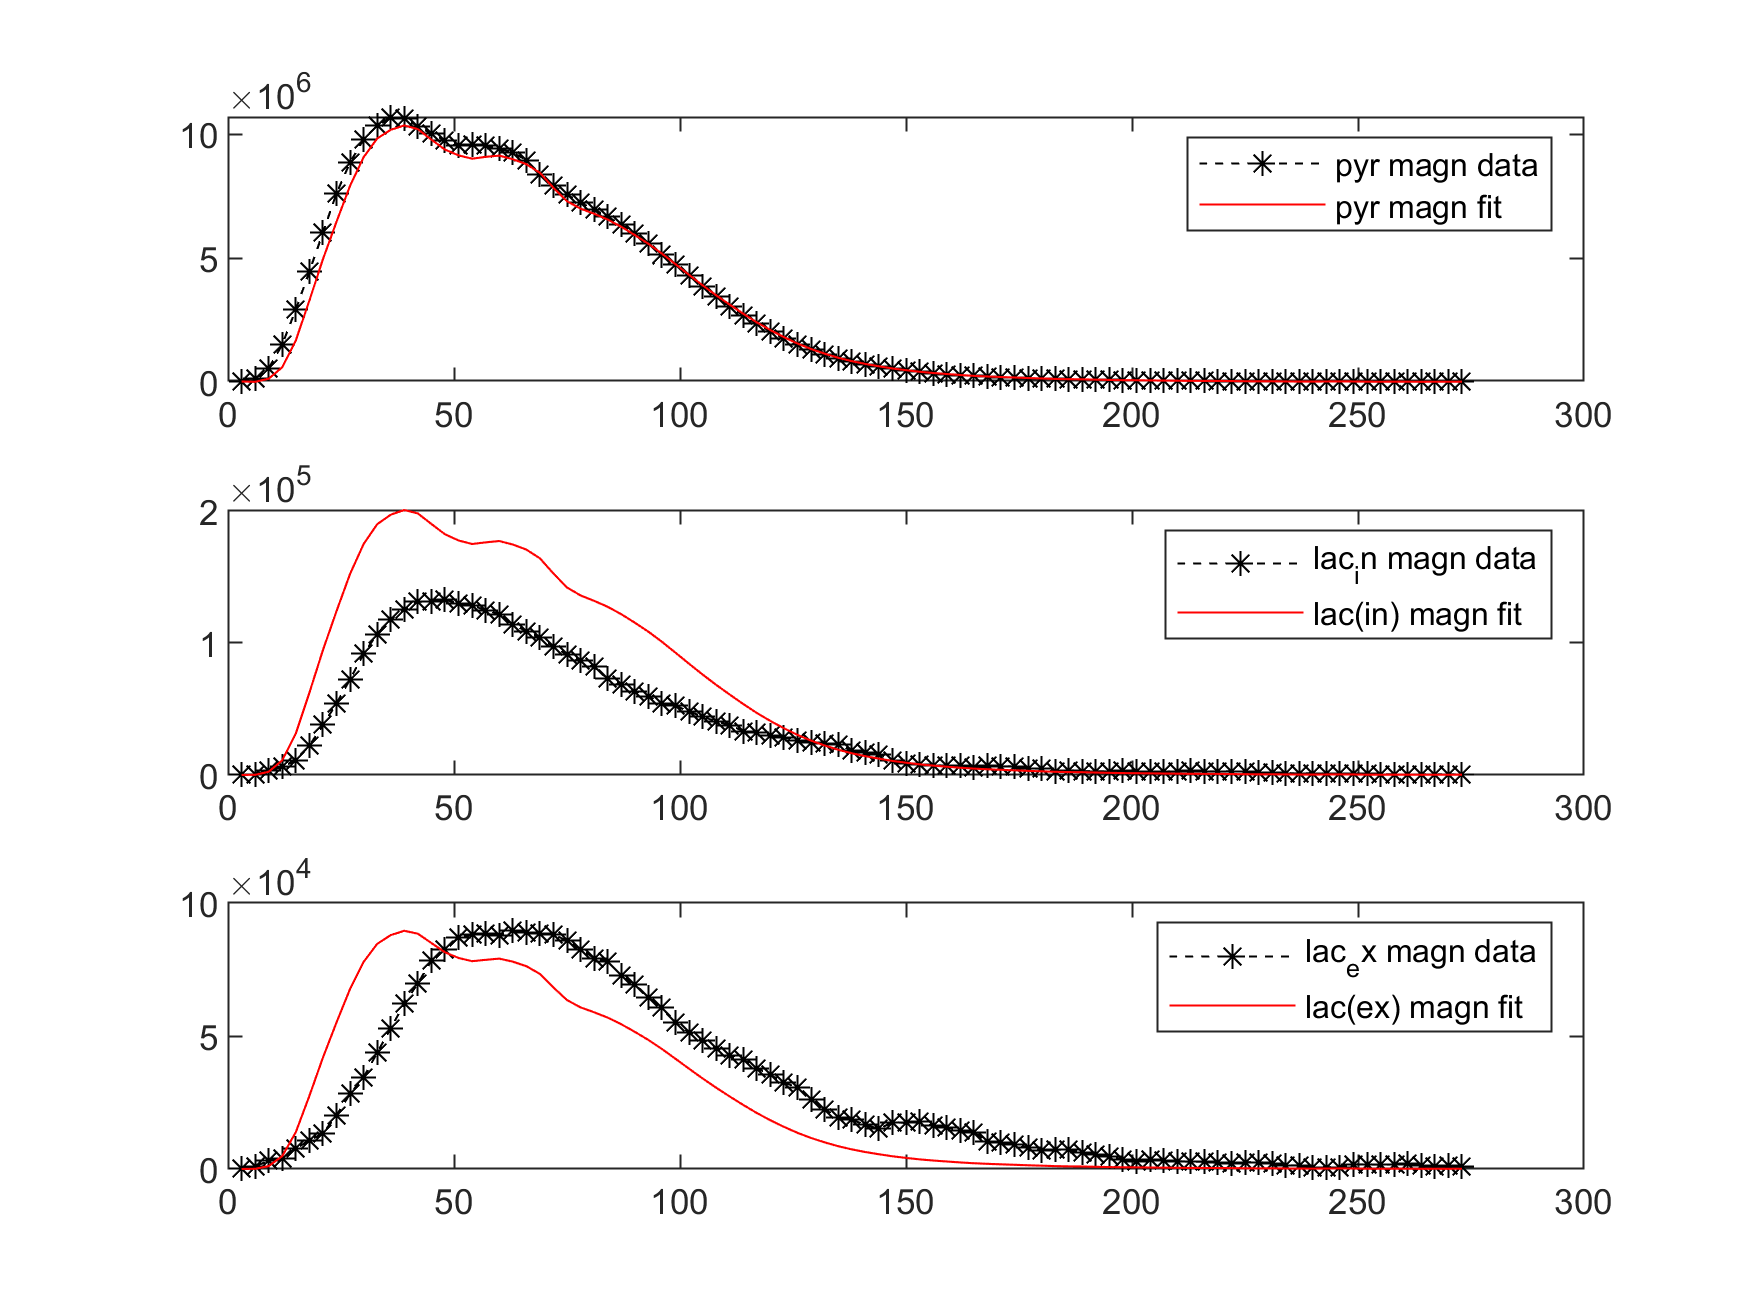 ×10^6
10
5
0
0 50 100 150 200 250 300
pyr magn data
pyr magn fit
×10^5
2
1
0
0 50 100 150 200 250 300
lac_in magn data
lac(in) magn fit
×10^4
10
5
0
0 50 100 150 200 250 300
lac_ex magn data
lac(ex) magn fit